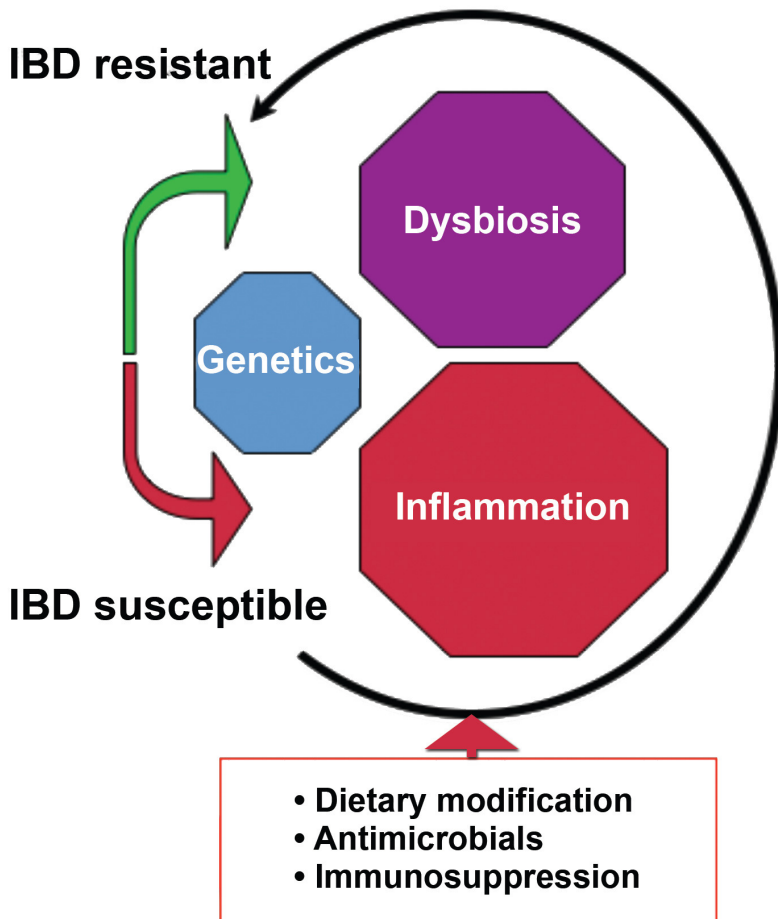 IBD resistant
Dysbiosis
Genetics
Inflammation
IBD susceptible
• Dietary modification
• Antimicrobials
• Immunosuppression